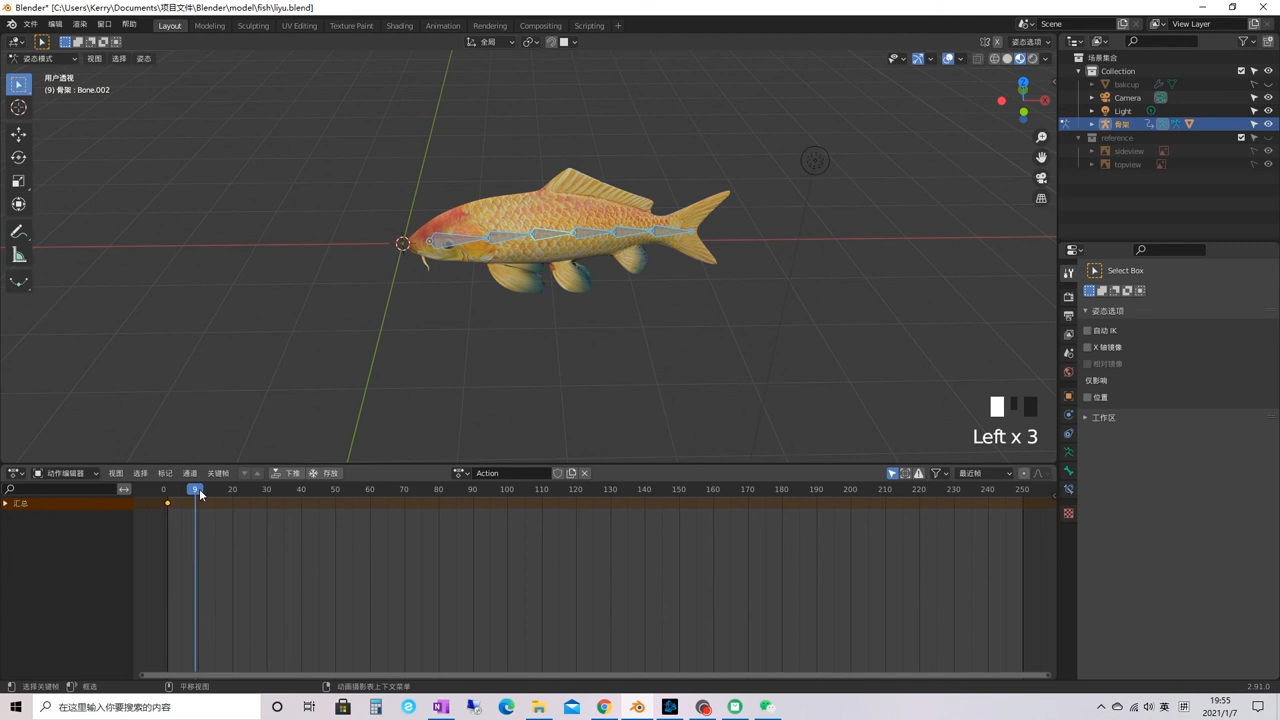 Blender* [C:\Users\Kerry\Documents\项目文件\Blender\model\fish\liyu.blend]
文件 编辑 渲染 窗口 帮助 Layout Modeling Sculpting UV Editing Texture Paint Shading Animation Rendering Compositing Scripting + Scene View Layer
全局 姿态选项
姿态模式 视图 选择 姿态
用户透视
(9) 骨架 : Bone.002
Z
X
场景集合
Collection
bakcup
Camera
Light
骨架
reference
sideview
topview
Select Box
姿态选项
自动 IK
X 轴镜像
相对镜像
仅影响
位置
工作区
Left x 3
动作编辑器 视图 选择 标记 通道 关键帧 下推 存放 Action 最近帧
0 9 20 30 40 50 60 70 80 90 100 110 120 130 140 150 160 170 180 190 200 210 220 230 240 250
汇总
选择关键帧 框选 平移视图 动画摄影表上下文菜单 2.91.0
在这里输入你要搜索的内容 英 拼 19:55
2021/1/7